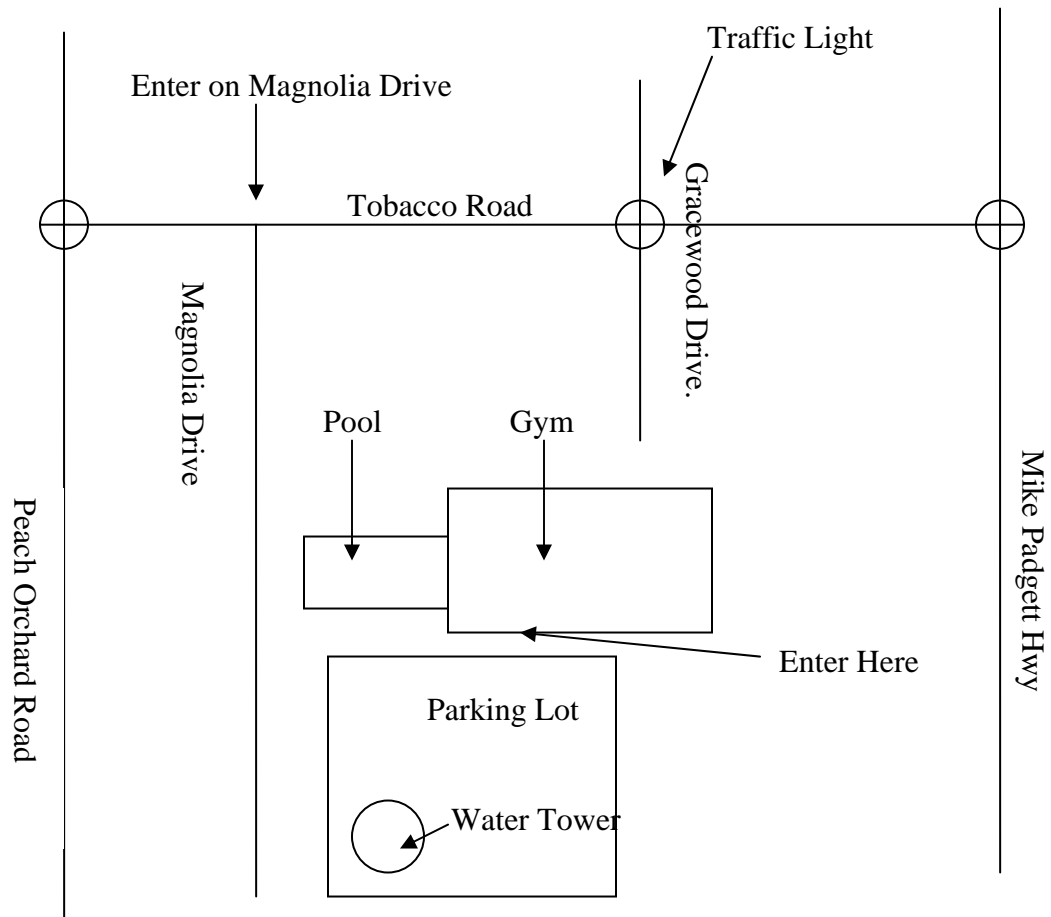 Traffic Light
Enter on Magnolia Drive
Tobacco Road
Gracewood Drive.
Magnolia Drive
Pool
Gym
Mike Padgett Hwy
Peach Orchard Road
Enter Here
Parking Lot
Water Tower